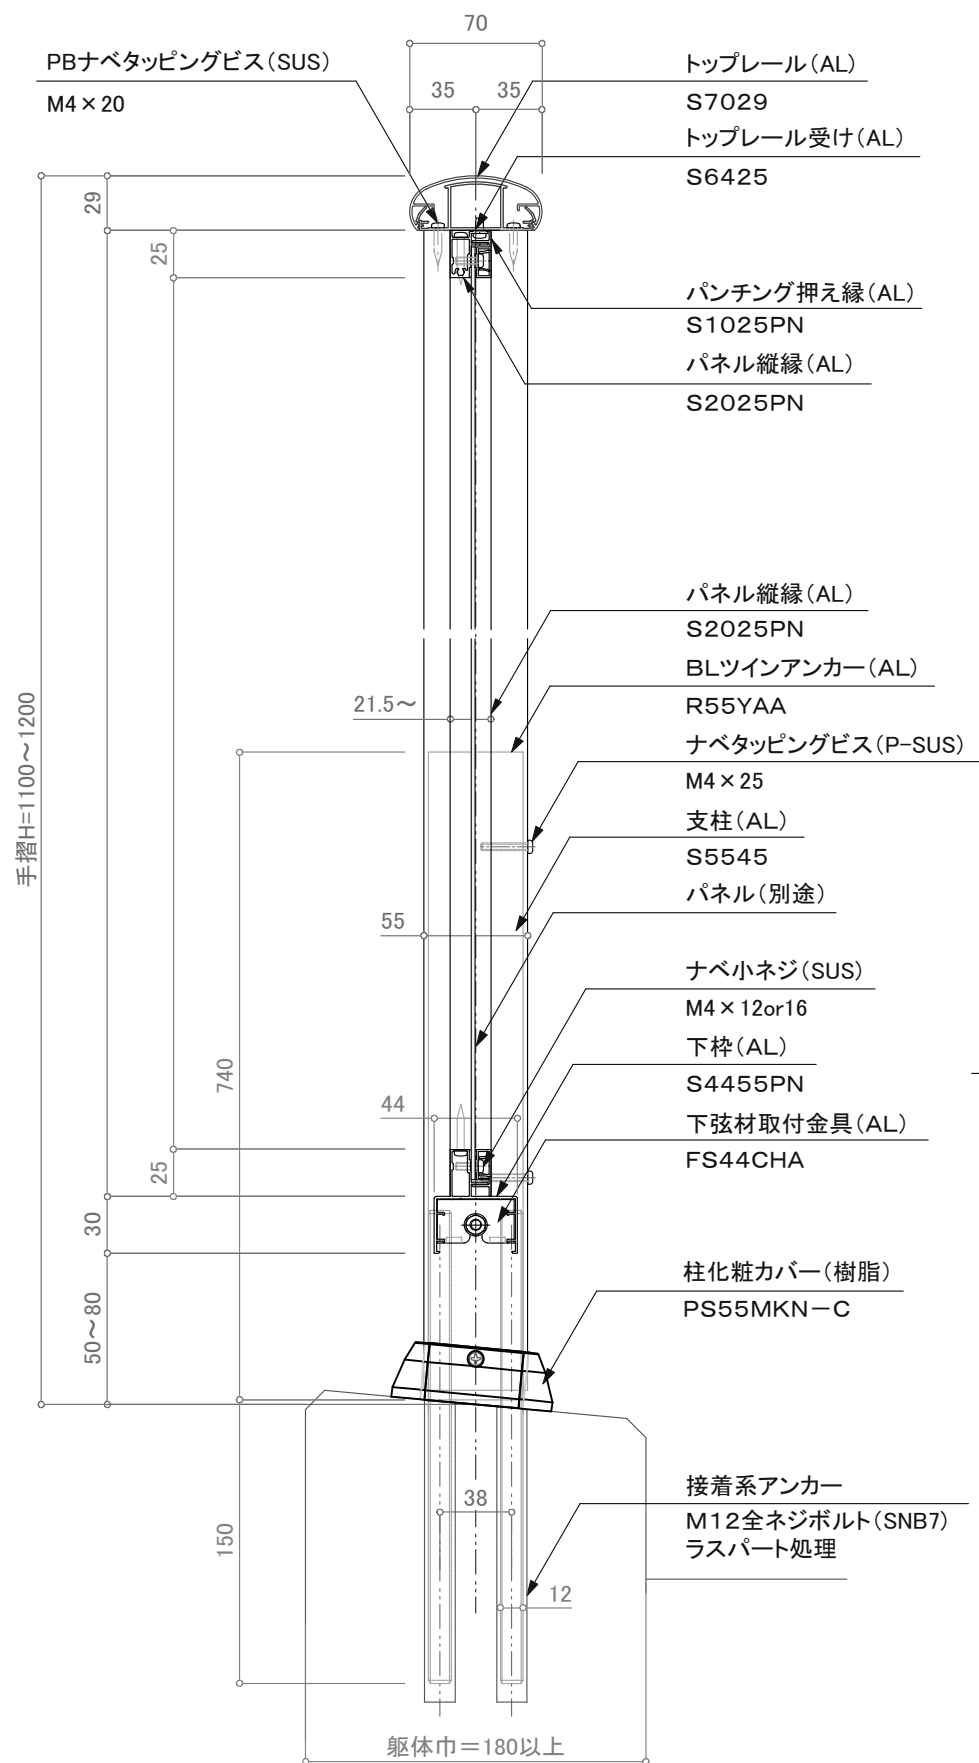 70
PBナベタッピングビス(SUS)
M4×20
35
35
トップレール(AL)
S7029
トップレール受け(AL)
S6425
29
25
パンチング押え縁(AL)
S1025PN
パネル縦縁(AL)
S2025PN
パネル縦縁(AL)
S2025PN
BLツインアンカー(AL)
R55YAA
21.5～
ナベタッピングビス(P-SUS)
M4×25
手摺H=1100～1200
支柱(AL)
S5545
パネル(別途)
55
ナベ小ネジ(SUS)
M4×12or16
740
下枠(AL)
S4455PN
44
下弦材取付金具(AL)
FS44CHA
25
30
柱化粧カバー(樹脂)
PS55MKN－C
50～80
接着系アンカー
M12全ネジボルト(SNB7)
ラスパート処理
38
150
12
躯体巾＝180以上